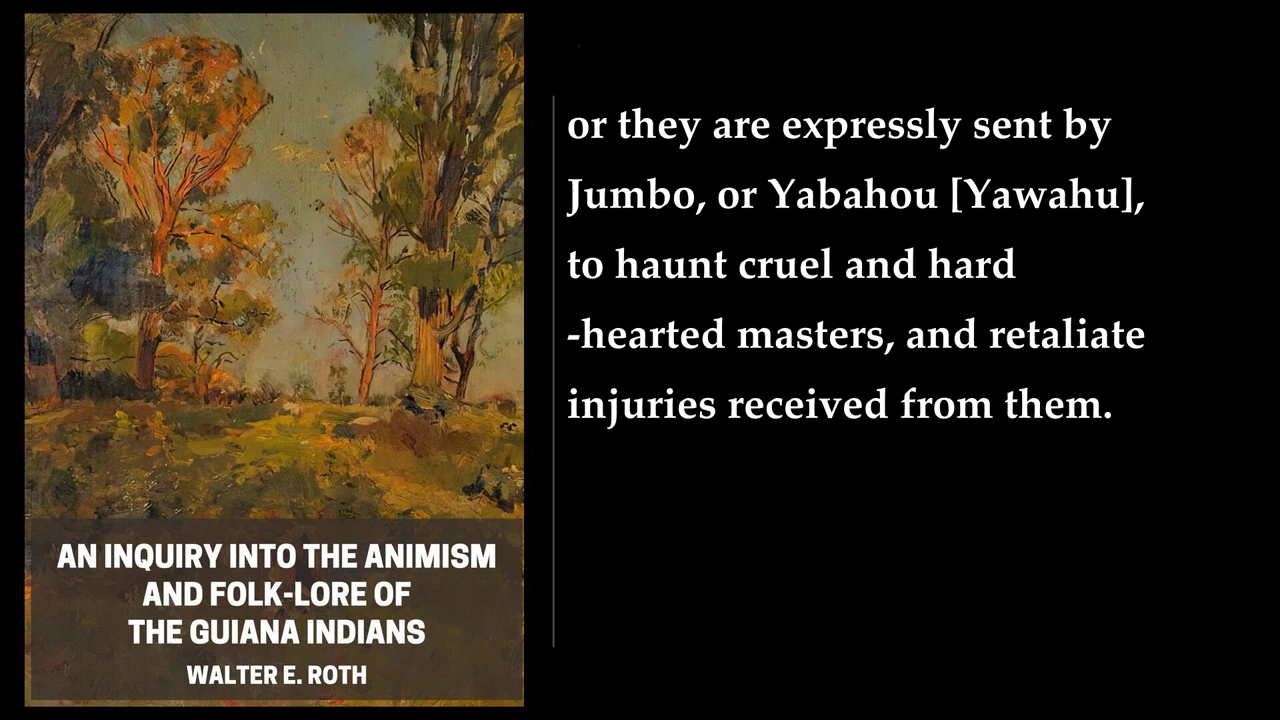 or they are expressly sent by
Jumbo, or Yabahou [Yawahu],
to haunt cruel and hard
-hearted masters, and retaliate
injuries received from them.
AN INQUIRY INTO THE ANIMISM
AND FOLK-LORE OF
THE GUIANA INDIANS
WALTER E. ROTH